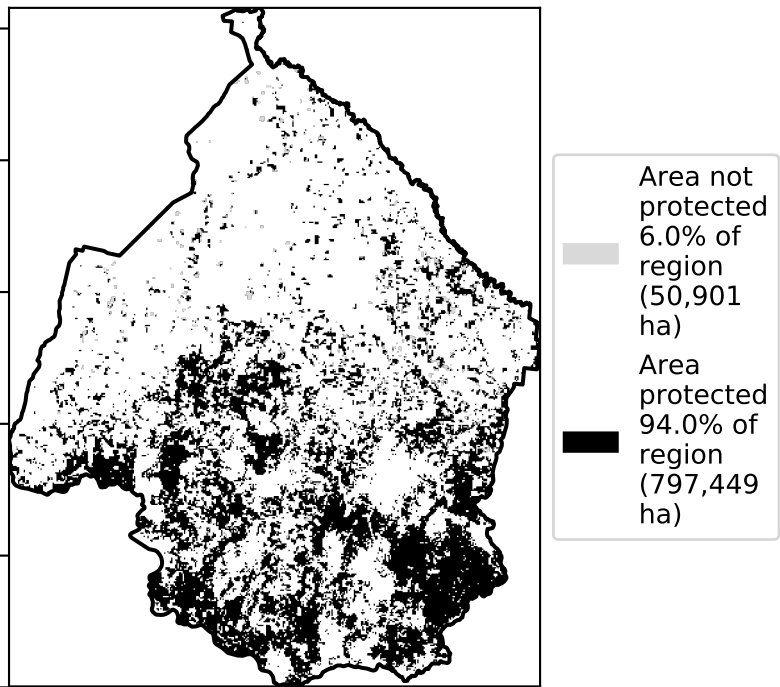 Area not
protected
6.0% of
region
(50,901
ha)
Area
protected
94.0% of
region
(797,449
ha)